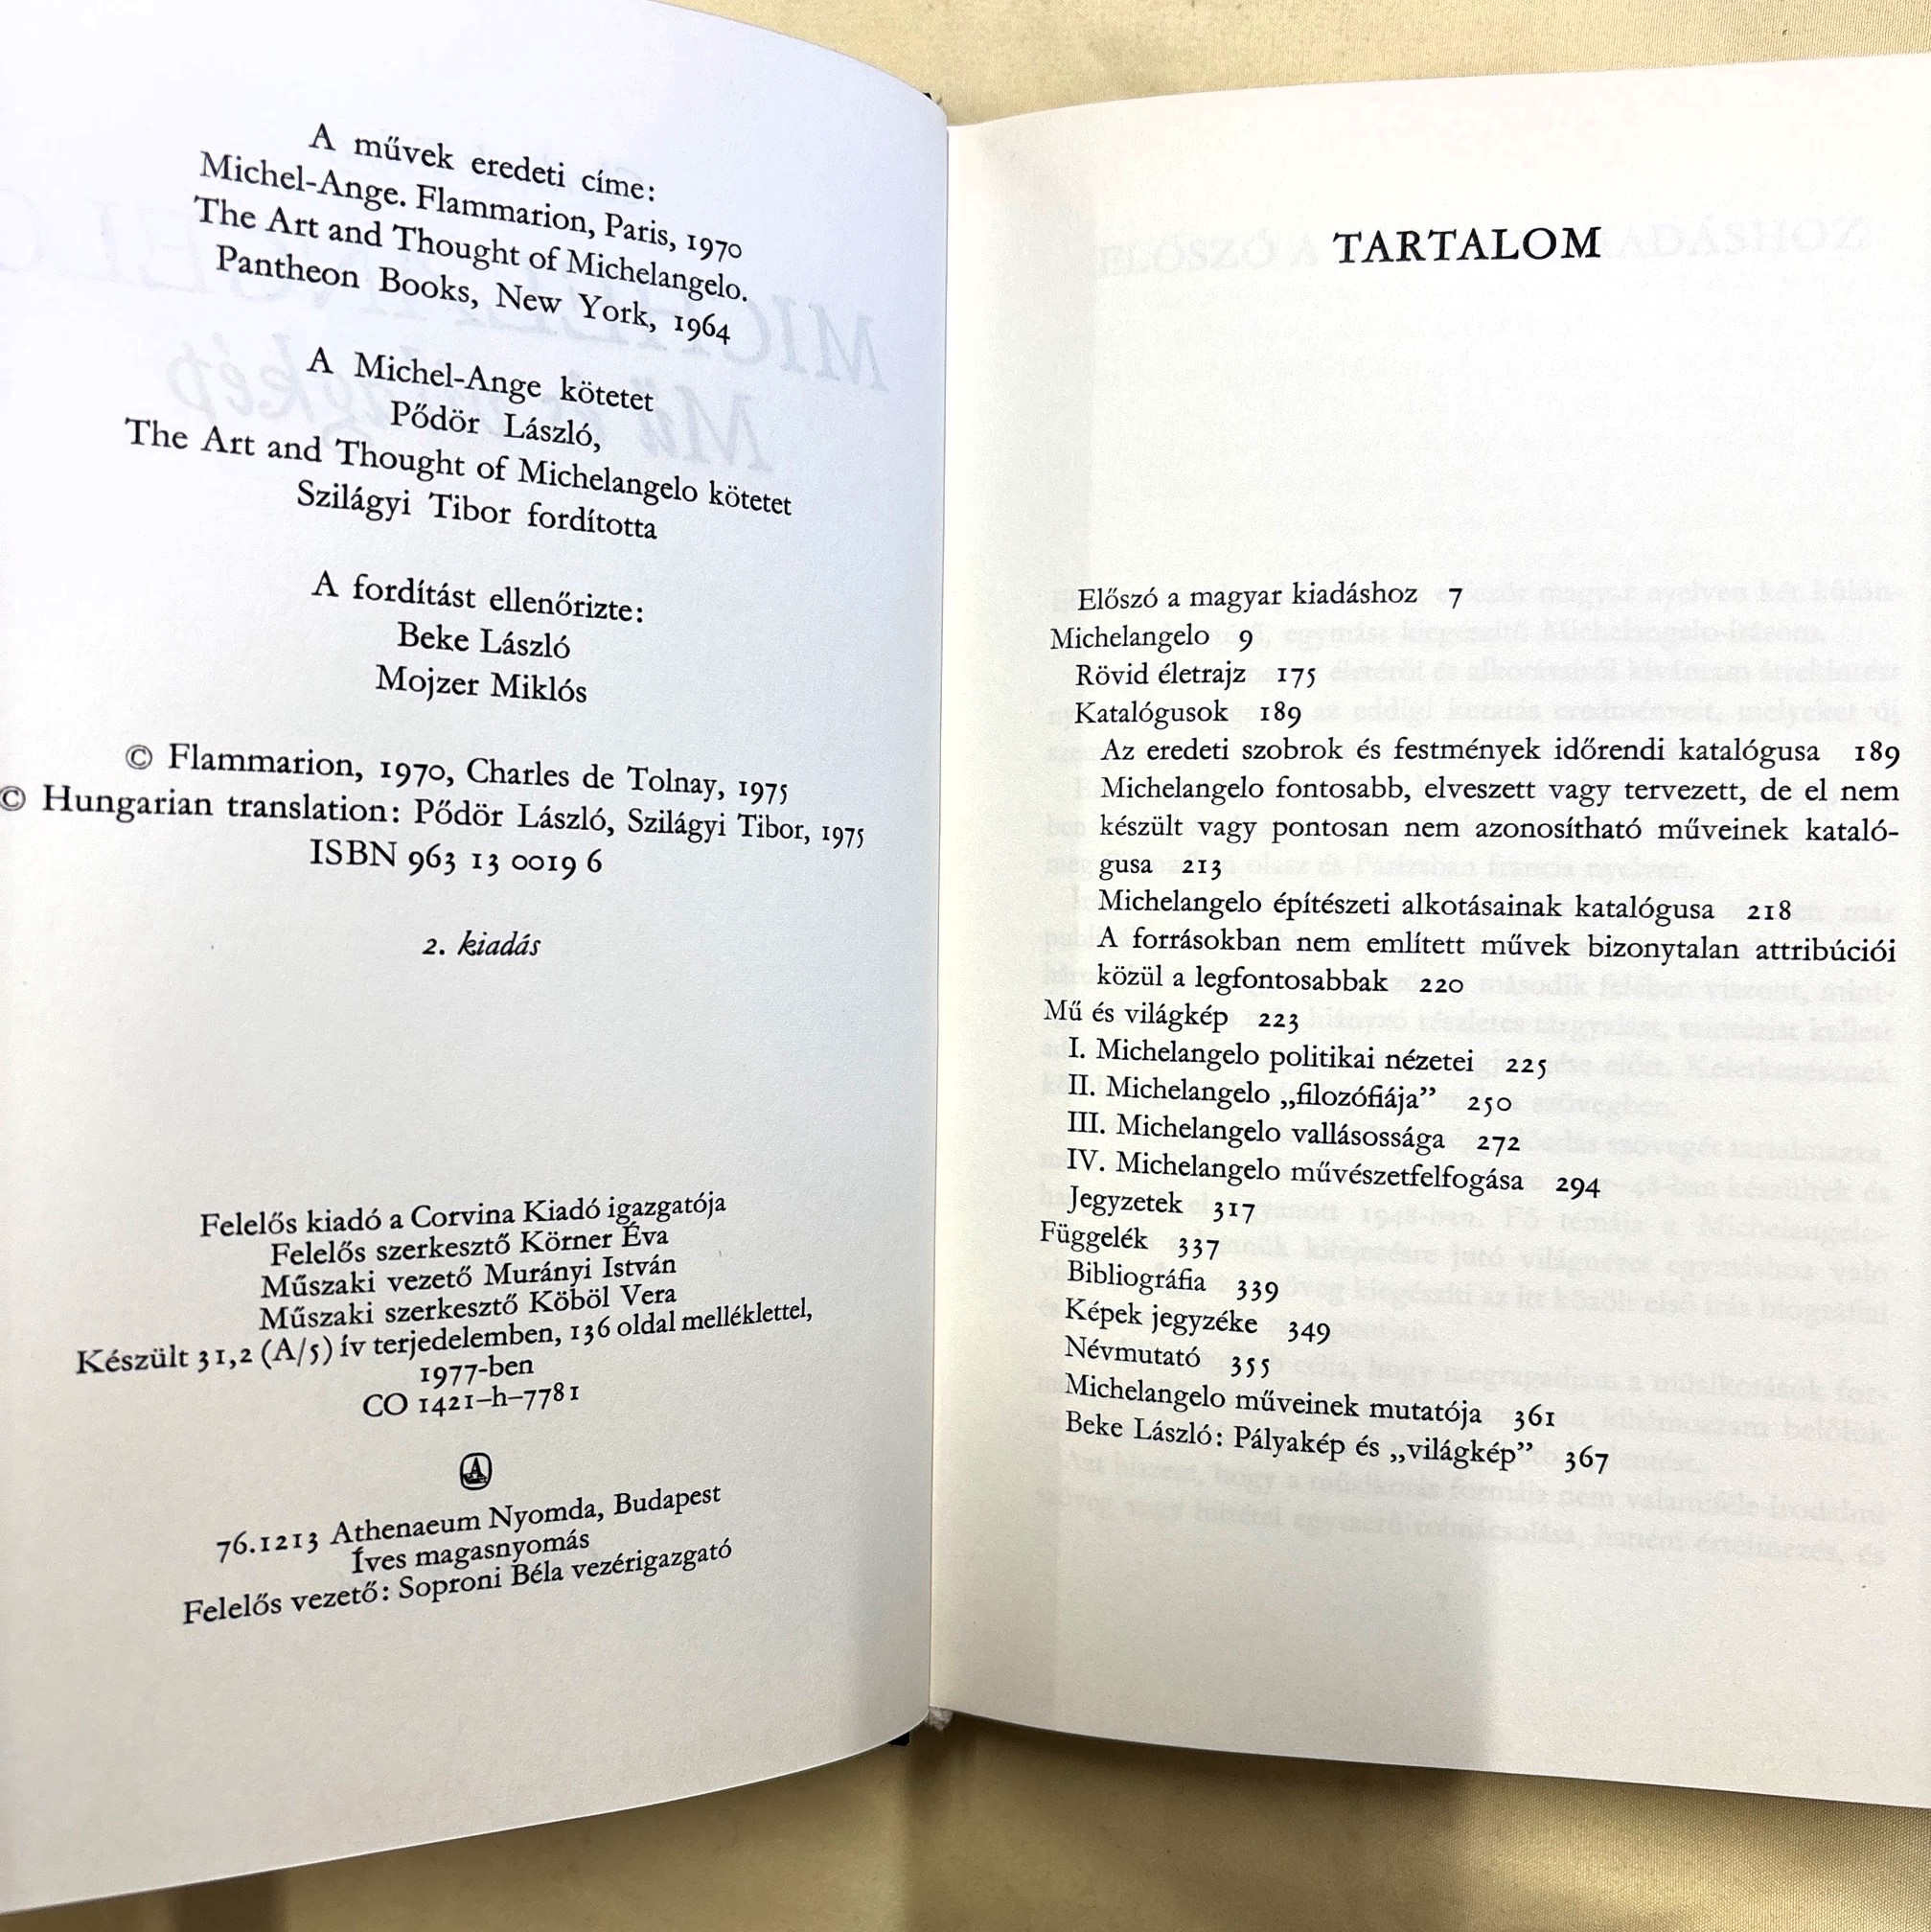 A művek eredeti címe:
Michel-Ange. Flammarion, Paris, 1970
The Art and Thought of Michelangelo.
Pantheon Books, New York, 1964
A Michel-Ange kötetet
Pődör László,
The Art and Thought of Michelangelo kötetet
Szilágyi Tibor fordította
A fordítást ellenőrizte:
Beke László
Mojzer Miklós
© Flammarion, 1970, Charles de Tolnay, 1975
© Hungarian translation: Pődör László, Szilágyi Tibor, 1975
ISBN 963 13 0019 6
2. kiadás
Felelős kiadó a Corvina Kiadó igazgatója
Felelős szerkesztő Körner Éva
Műszaki vezető Murányi István
Műszaki szerkesztő Köböl Vera
Készült 31,2 (A/5) ív terjedelemben, 136 oldal melléklettel,
1977-ben
CO 1421–h–7781
76.1213 Athenaeum Nyomda, Budapest
Íves magasnyomás
Felelős vezető: Soproni Béla vezérigazgató
TARTALOM
Előszó a magyar kiadáshoz 7
Michelangelo 9
Rövid életrajz 175
Katalógusok 189
Az eredeti szobrok és festmények időrendi katalógusa 189
Michelangelo fontosabb, elveszett vagy tervezett, de el nem
készült vagy pontosan nem azonosítható műveinek kataló-
gusa 213
Michelangelo építészeti alkotásainak katalógusa 218
A forrásokban nem említett művek bizonytalan attribúciói
közül a legfontosabbak 220
Mű és világkép 223
I. Michelangelo politikai nézetei 225
II. Michelangelo „filozófiája” 250
III. Michelangelo vallásossága 272
IV. Michelangelo művészetfelfogása 294
Jegyzetek 317
Függelék 337
Bibliográfia 339
Képek jegyzéke 349
Névmutató 355
Michelangelo műveinek mutatója 361
Beke László: Pályakép és „világkép” 367